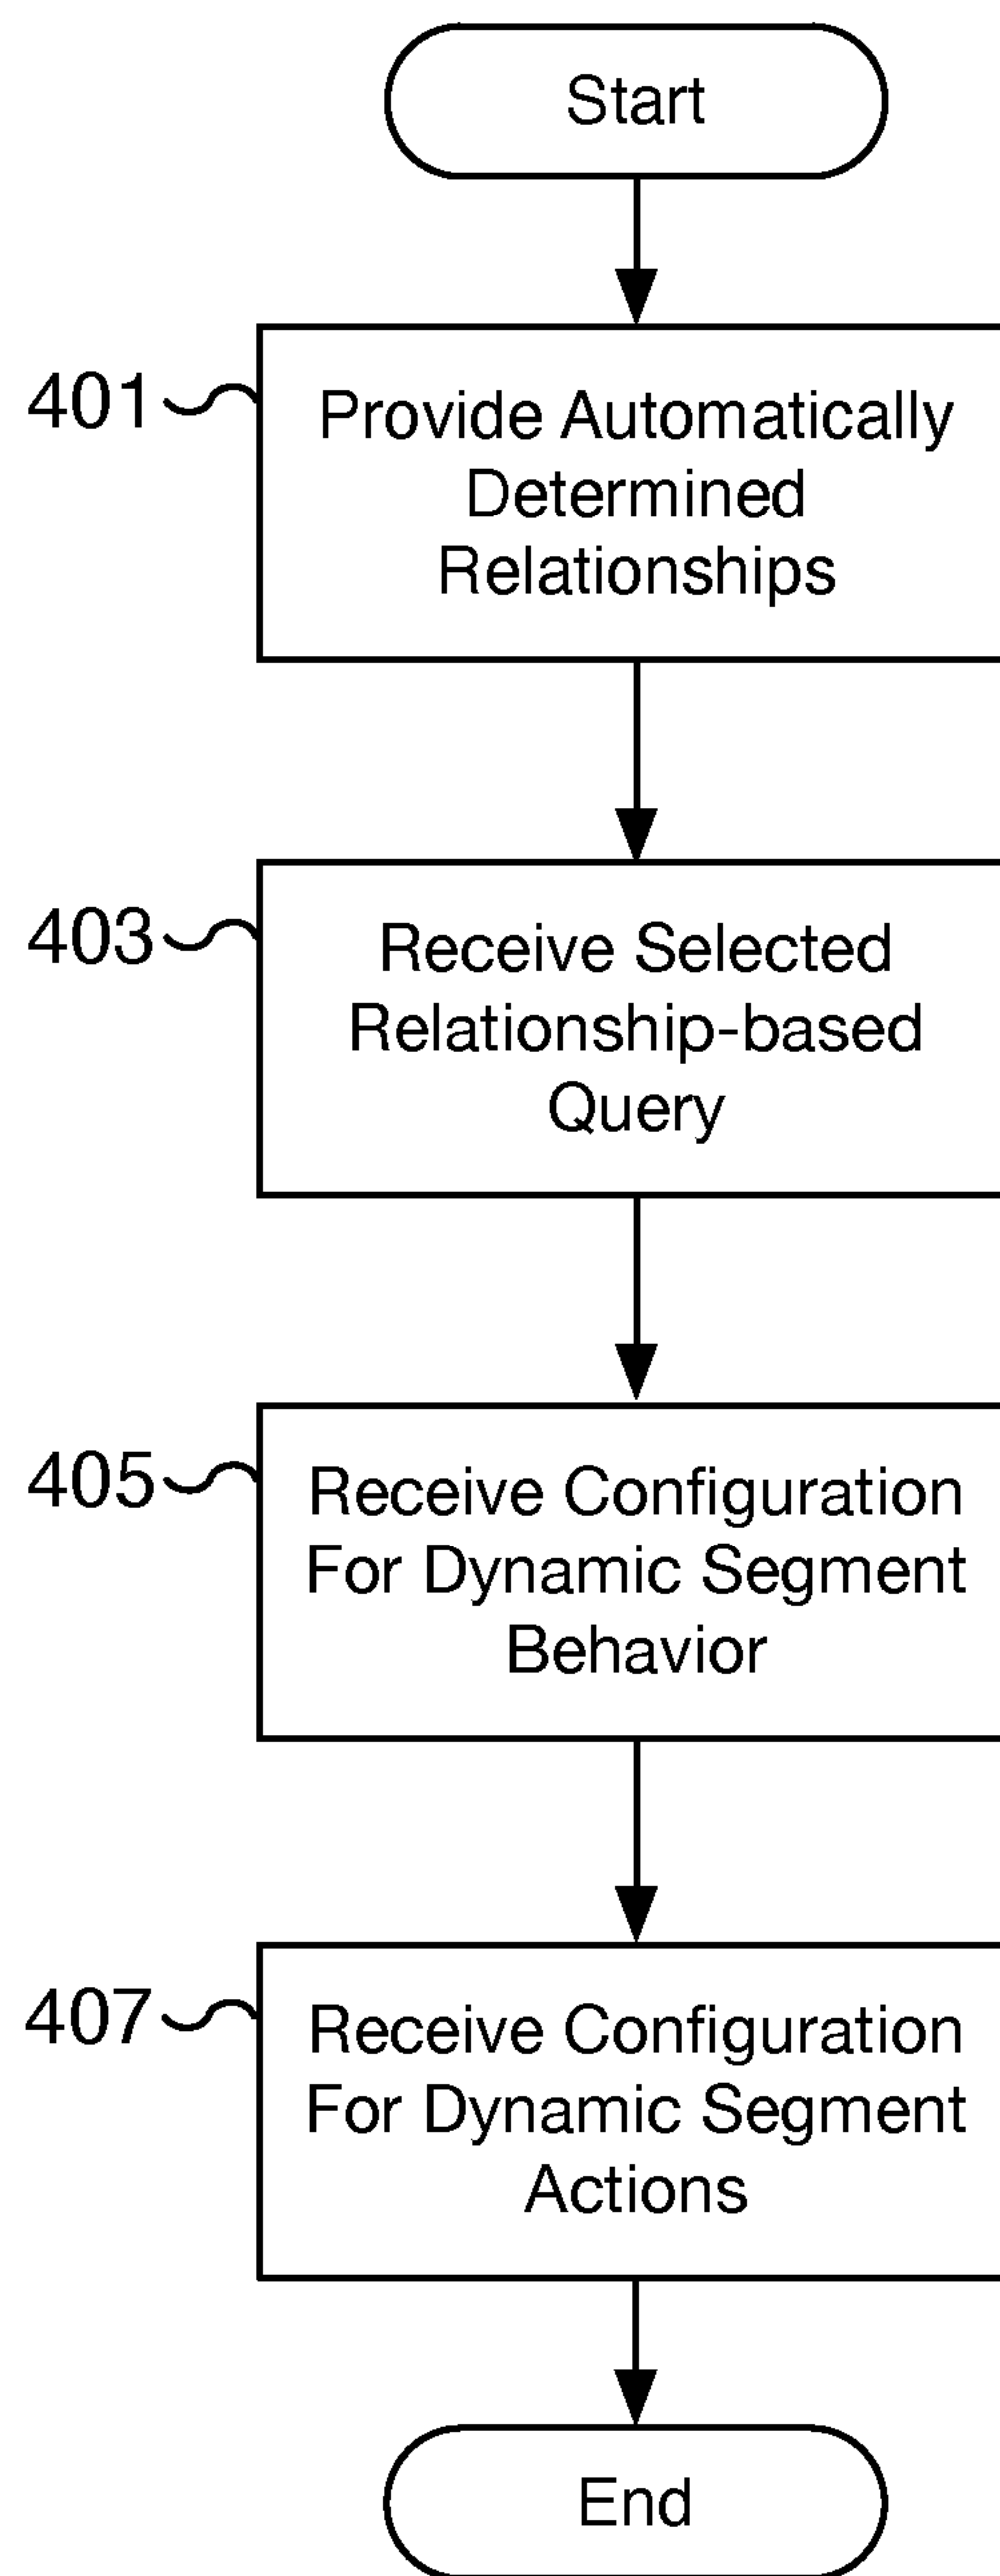 Start
401
Provide Automatically
Determined
Relationships
403
Receive Selected
Relationship-based
Query
405
Receive Configuration
For Dynamic Segment
Behavior
407
Receive Configuration
For Dynamic Segment
Actions
End